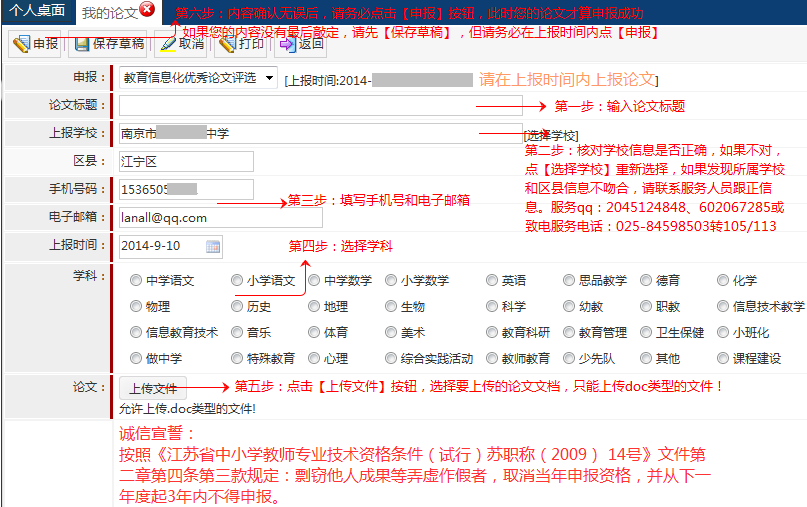 个人桌面 我的论文
第六步：内容确认无误后，请务必点击【申报】按钮，此时您的论文才算申报成功
如果您的内容没有最后敲定，请先【保存草稿】，但请务必在上报时间内点【申报】
申报 保存草稿 取消 打印 返回
申报： 教育信息化优秀论文评选 [上报时间:2014- 请在上报时间内上报论文]
论文标题： 第一步：输入论文标题
上报学校： 南京市 中学 [选择学校]
第二步：核对学校信息是否正确，如果不对，
点【选择学校】重新选择，如果发现所属学校
和区县信息不吻合，请联系服务人员跟正信
息。服务qq：2045124848、602067285或
致电服务电话：025-84598503转105/113
区县： 江宁区
手机号码： 1536505
第三步：填写手机号和电子邮箱
电子邮箱： lanall@qq.com
上报时间： 2014-9-10 第四步：选择学科
学科： 中学语文 小学语文 中学数学 小学数学 英语 思品教学 德育 化学
物理 历史 地理 生物 科学 幼教 职教 信息技术教学
信息教育技术 音乐 体育 美术 教育科研 教育管理 卫生保健 小班化
做中学 特殊教育 心理 综合实践活动 教师教育 少先队 其他 课程建设
论文： 上传文件 第五步：点击【上传文件】按钮，选择要上传的论文文档，只能上传doc类型的文件！
允许上传.doc类型的文件!
诚信宣誓：
按照《江苏省中小学教师专业技术资格条件（试行）苏职称（2009） 14号》文件第
二章第四条第三款规定：剽窃他人成果等弄虚作假者，取消当年申报资格，并从下一
年度起3年内不得申报。